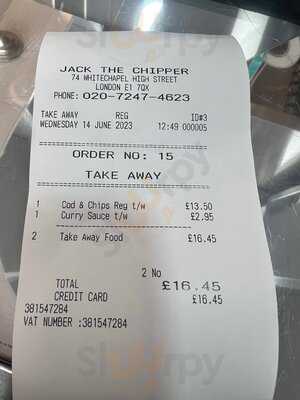 JACK THE CHIPPER
74 WHITECHAPEL HIGH STREET
LONDON E1 7QX
PHONE: 020-7247-4623
TAKE AWAY REG ID#3
WEDNESDAY 14 JUNE 2023 12:49 000005
ORDER NO: 15
TAKE AWAY
1 Cod & Chips Reg t/w £13.50
1 Curry Sauce t/w £2.95
2 Take Away Food £16.45
2 No
TOTAL £16.45
CREDIT CARD £16.45
381547284
VAT NUMBER :381547284
Sluurpy